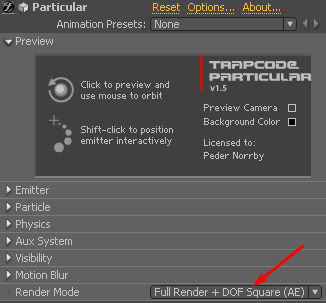 Particular Reset Options... About...
Animation Presets: None
Preview
Click to preview and
use mouse to orbit
Shift-click to position
emitter interactively
TRAPCODE
PARTICULAR
v1.5
Preview Camera
Background Color
Licensed to:
Peder Norrby
Emitter
Particle
Physics
Aux System
Visibility
Motion Blur
Render Mode Full Render + DOF Square (AE)